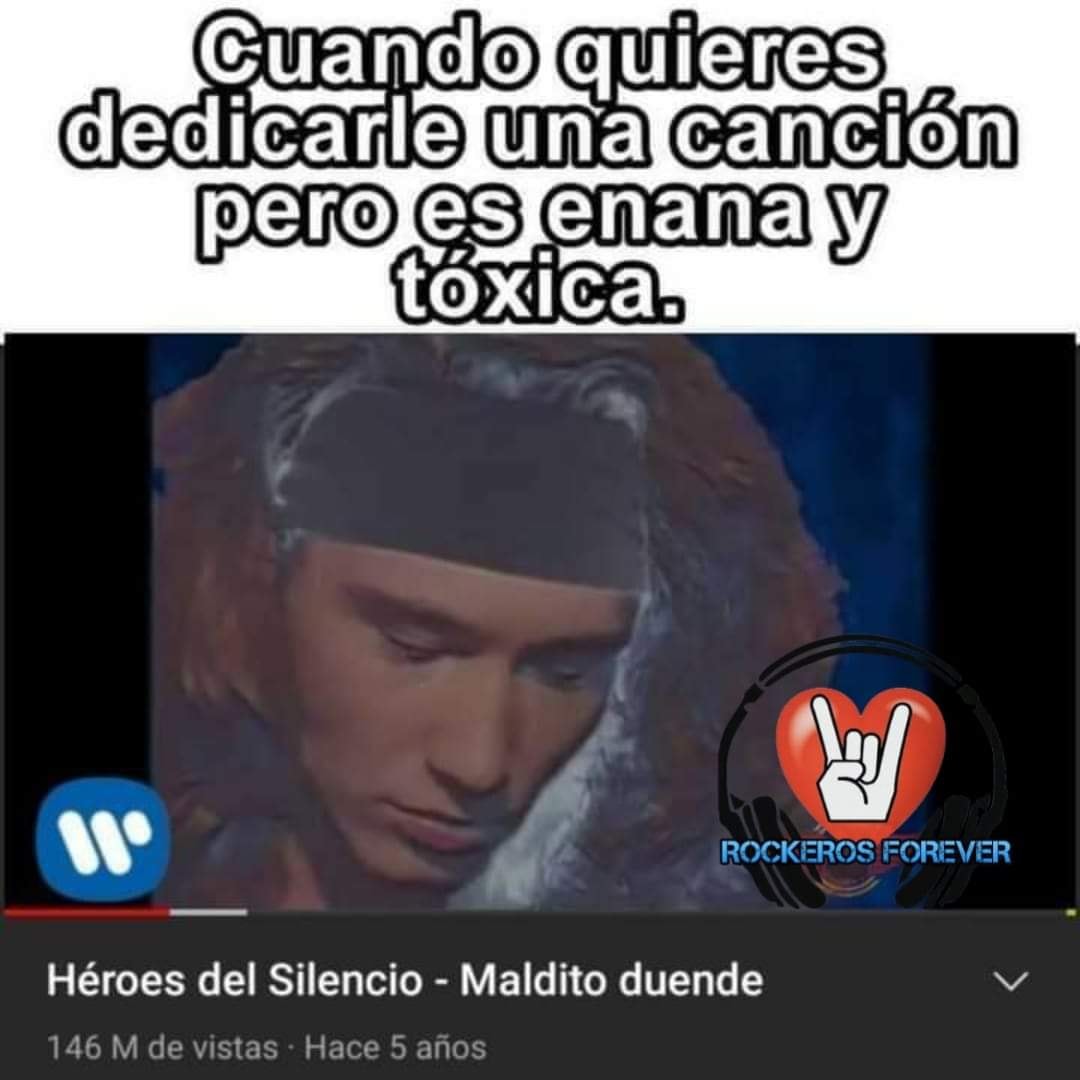 Cuando quieres
dedicarle una canción
pero es enana y
tóxica.
ROCKEROS FOREVER
Héroes del Silencio - Maldito duende
146 M de vistas · Hace 5 años